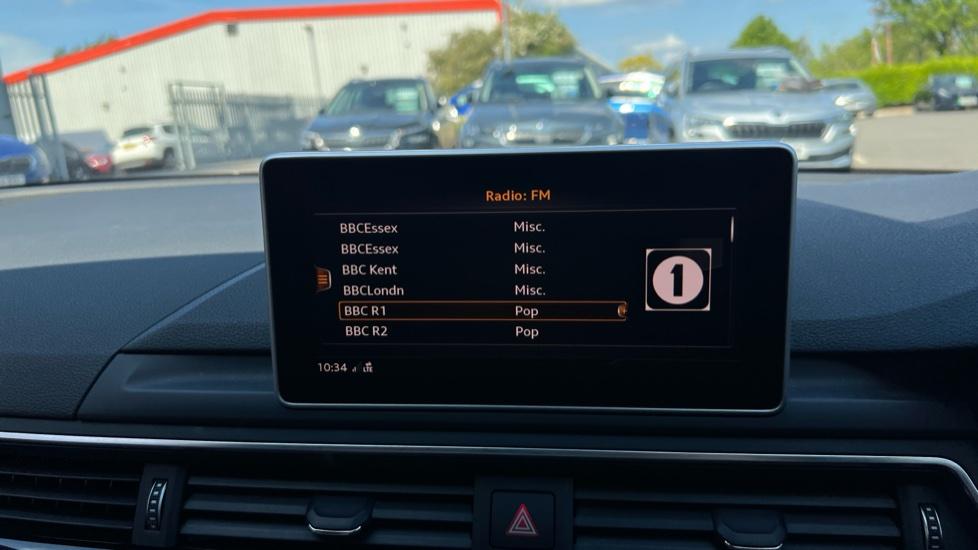 Radio: FM
BBCEssex Misc.
BBCEssex Misc.
BBC Kent Misc.
BBCLondn Misc.
BBC R1 Pop
BBC R2 Pop
1
10:34 LTE